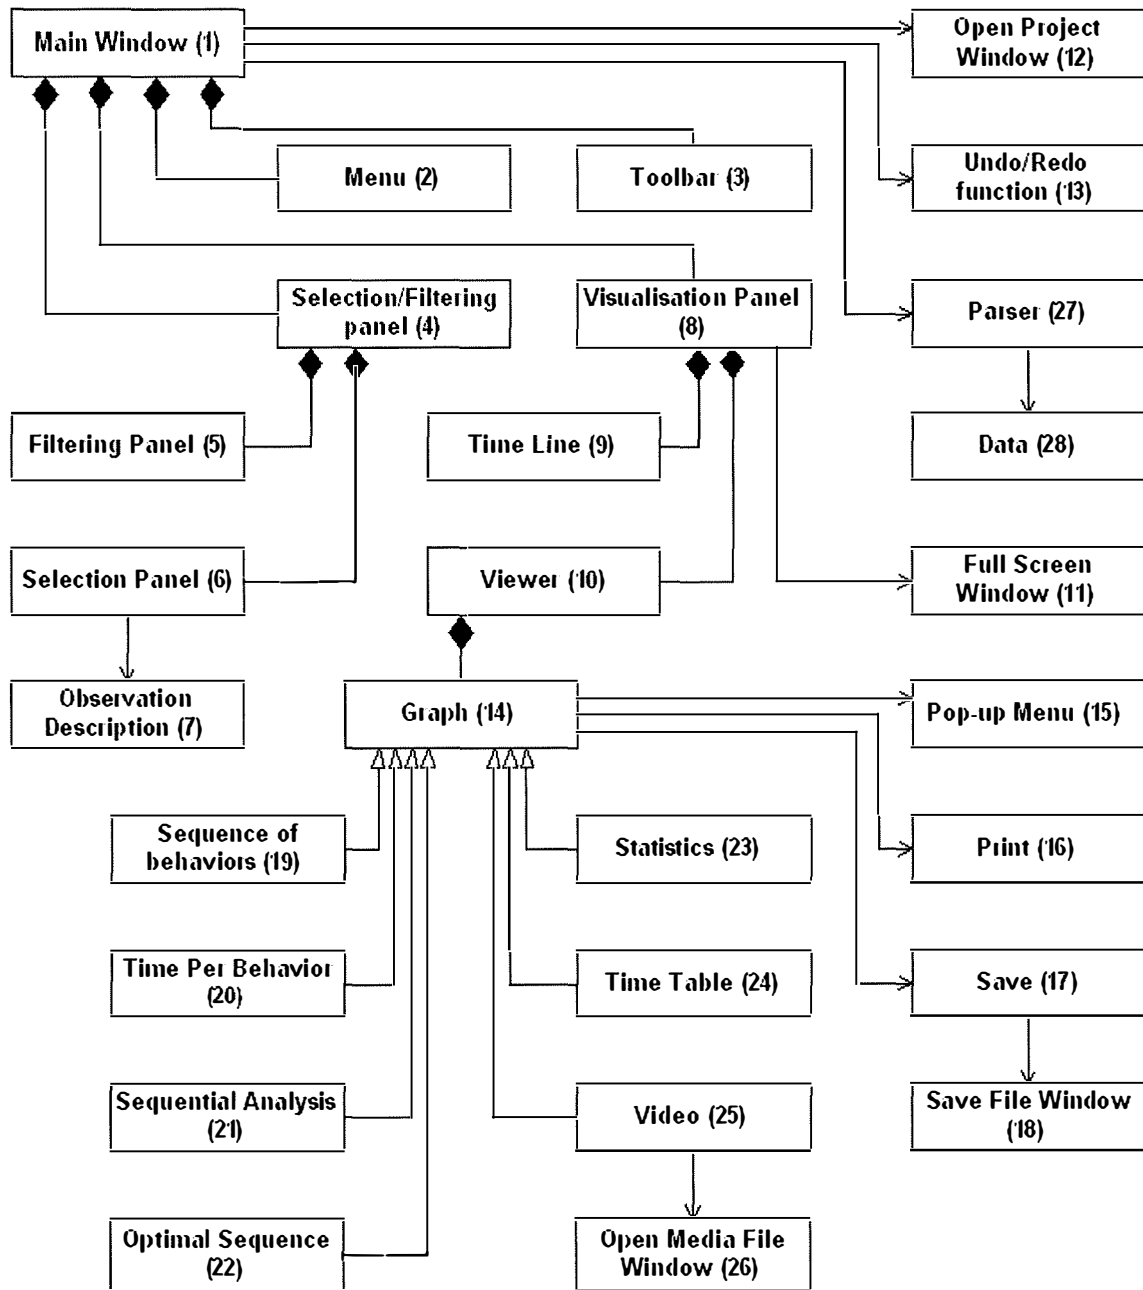 Main Window (1)
Open Project
Window (12)
Menu (2)
Toolbar (3)
Undo/Redo
function (13)
Selection/Filtering
panel (4)
Visualisation Panel
(8)
Parser (27)
Filtering Panel (5)
Time Line (9)
Data (28)
Selection Panel (6)
Viewer (10)
Full Screen
Window (11)
Observation
Description (7)
Graph (14)
Pop-up Menu (15)
Sequence of
behaviors (19)
Statistics (23)
Print (16)
Time Per Behavior
(20)
Time Table (24)
Save (17)
Sequential Analysis
(21)
Video (25)
Save File Window
(18)
Optimal Sequence
(22)
Open Media File
Window (26)